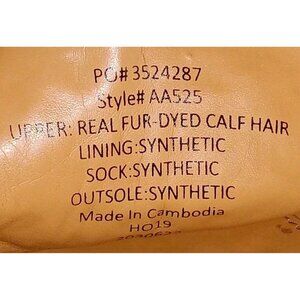 PO#3524287
Style# AA525
UPPER: REAL FUR-DYED CALF HAIR
LINING:SYNTHETIC
SOCK:SYNTHETIC
OUTSOLE:SYNTHETIC
Made In Cambodia
HO19